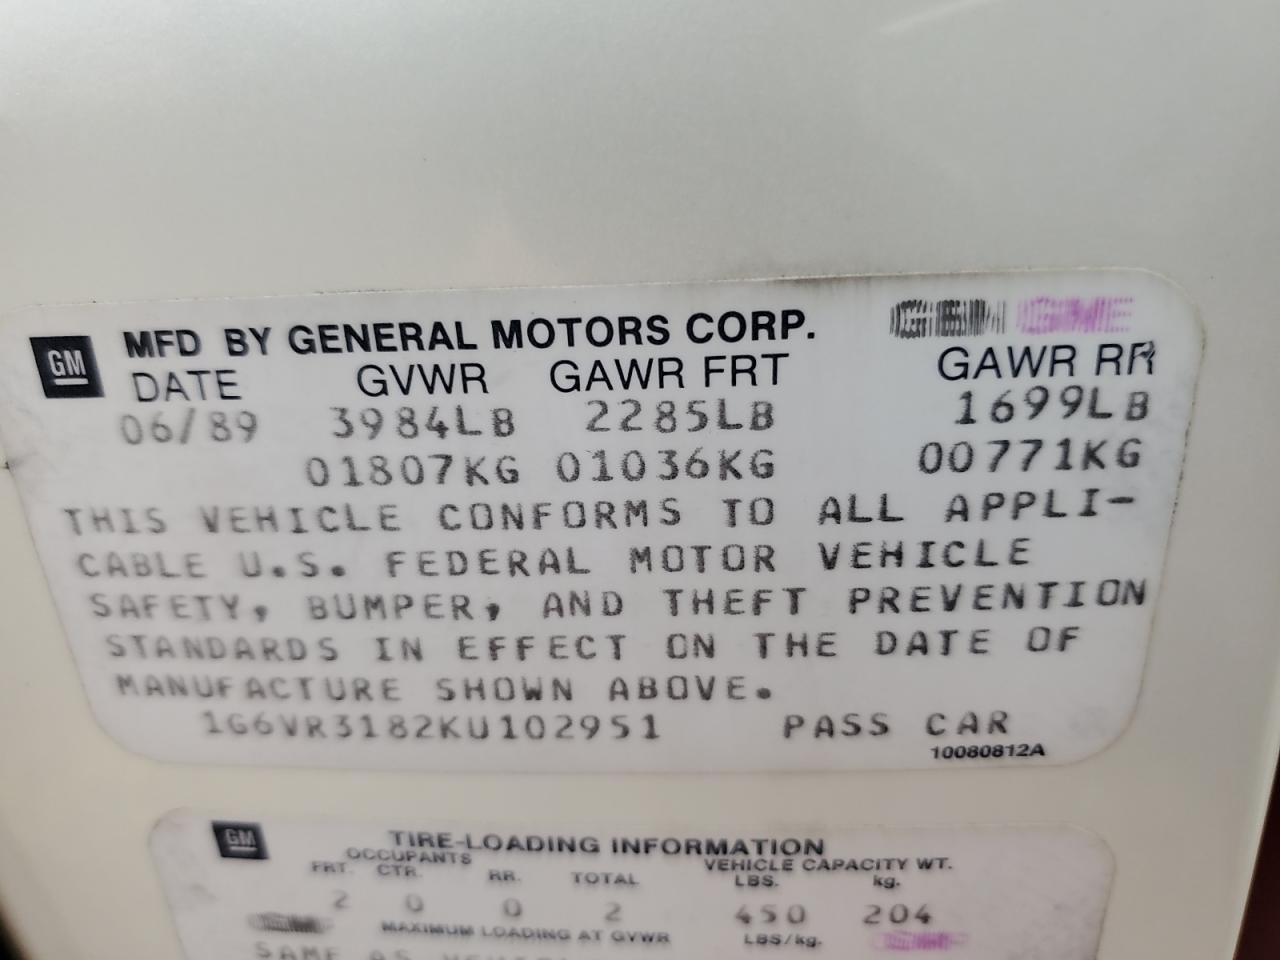 GM MFD BY GENERAL MOTORS CORP. GME
DATE GVWR GAWR FRT GAWR RR
06/89 3984LB 2285LB 1699LB
01807KG 01036KG 00771KG
THIS VEHICLE CONFORMS TO ALL APPLI-
CABLE U.S. FEDERAL MOTOR VEHICLE
SAFETY, BUMPER, AND THEFT PREVENTION
STANDARDS IN EFFECT ON THE DATE OF
MANUFACTURE SHOWN ABOVE.
1G6VR3182KU102951 PASS CAR
10080812A
GM TIRE-LOADING INFORMATION
OCCUPANTS VEHICLE CAPACITY WT.
FRT. CTR. RR. TOTAL LBS. kg.
2 0 0 2 450 204
MAXIMUM LOADING AT GVWR LBS/kg.
SAME AS